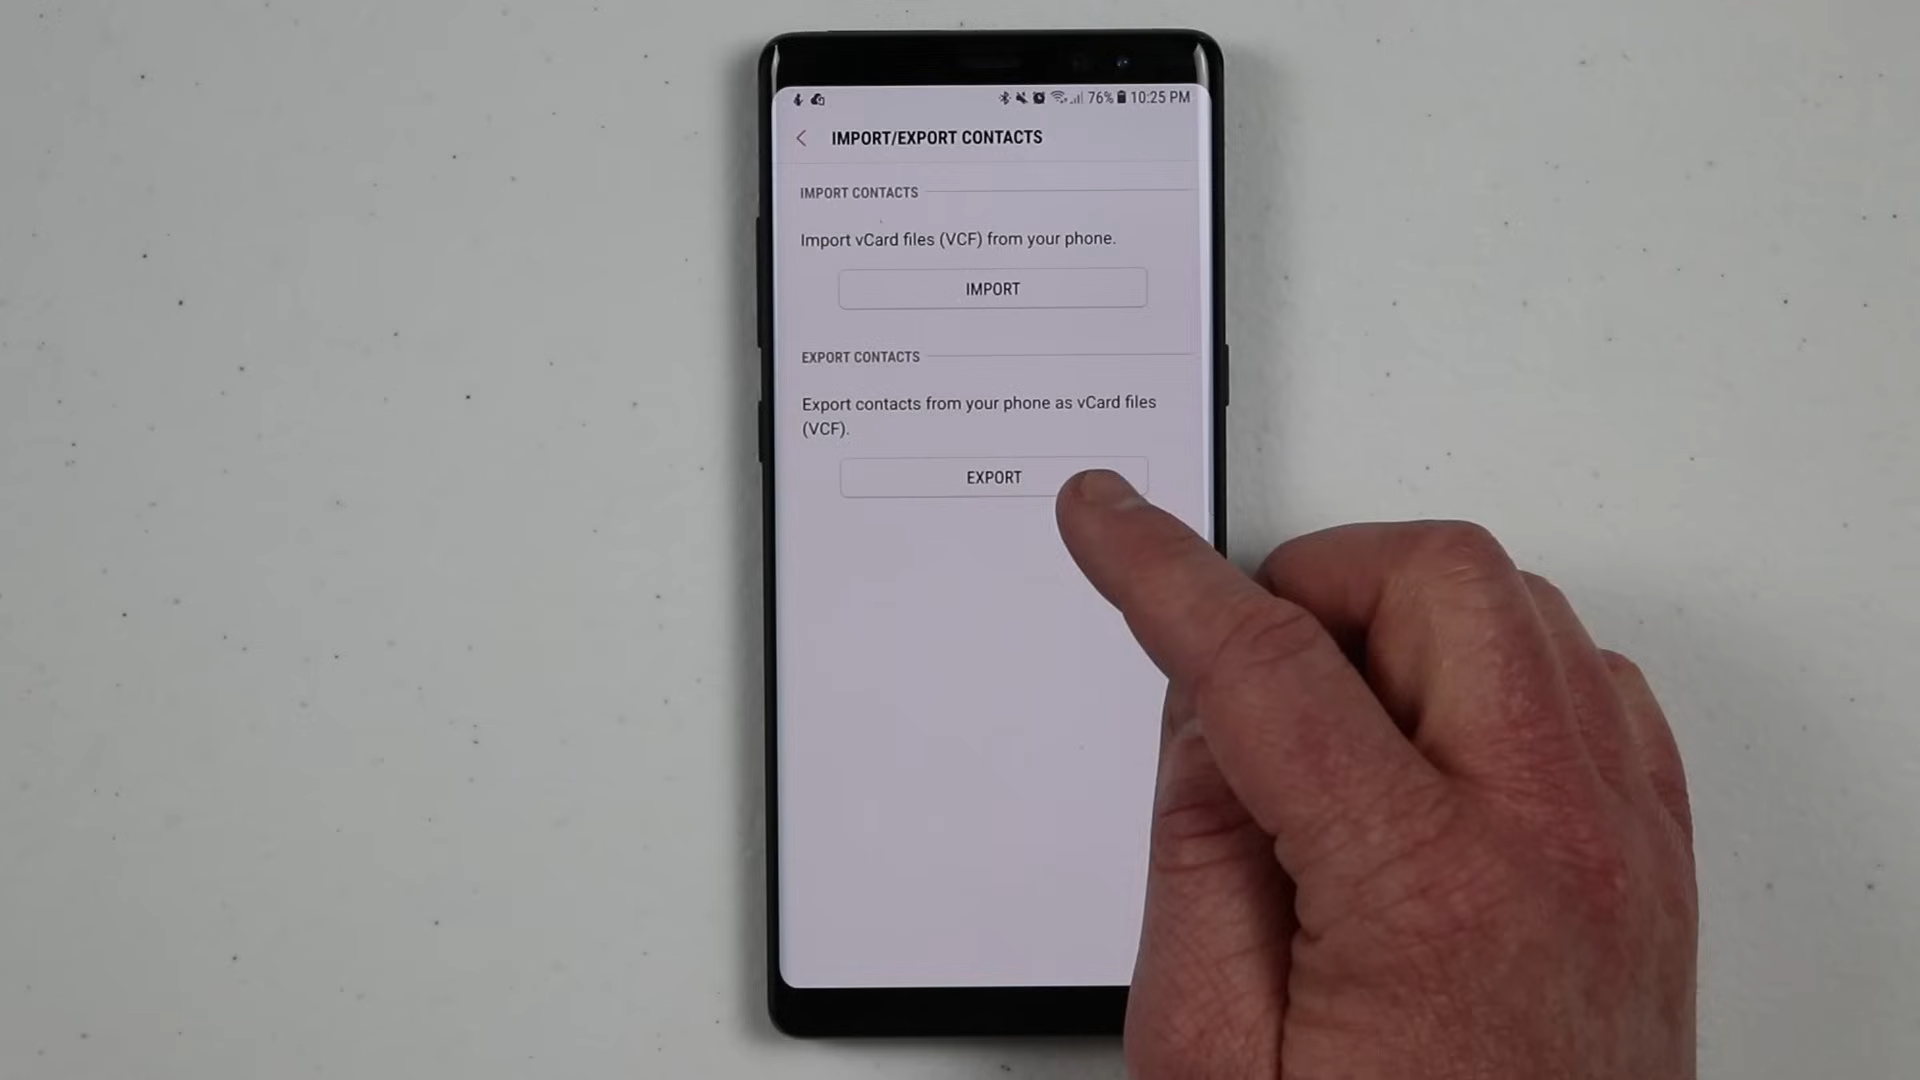 76% 10:25 PM
IMPORT/EXPORT CONTACTS
IMPORT CONTACTS
Import vCard files (VCF) from your phone.
IMPORT
EXPORT CONTACTS
Export contacts from your phone as vCard files
(VCF).
EXPORT